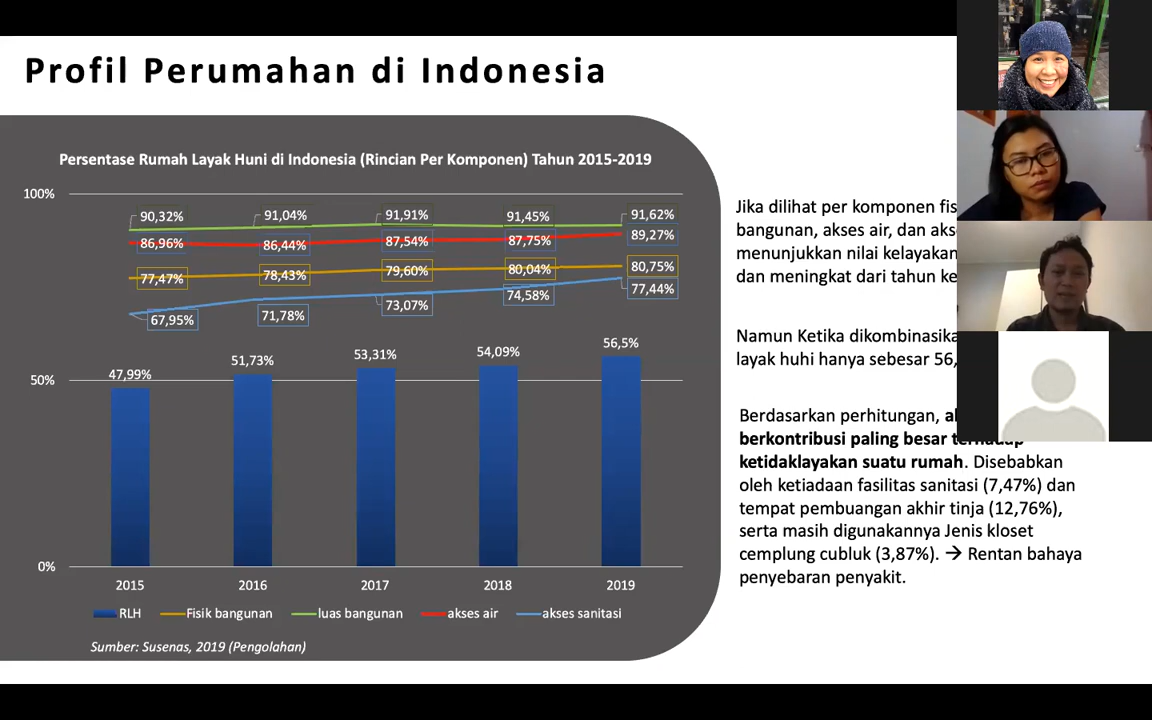 Profil Perumahan di Indonesia
Persentase Rumah Layak Huni di Indonesia (Rincian Per Komponen) Tahun 2015-2019
100%
90,32% 91,04% 91,91% 91,45% 91,62%
86,96% 86,44% 87,54% 87,75% 89,27%
77,47% 78,43% 79,60% 80,04% 80,75%
67,95% 71,78% 73,07% 74,58% 77,44%
47,99% 51,73% 53,31% 54,09% 56,5%
50%
0%
2015 2016 2017 2018 2019
RLH Fisik bangunan luas bangunan akses air akses sanitasi
Sumber: Susenas, 2019 (Pengolahan)
Jika dilihat per komponen
bangunan, akses air, dan
menunjukkan nilai kelayakan
dan meningkat dari tahun
Namun Ketika
layak huhi hanya sebesar
Berdasarkan perhitungan,
berkontribusi paling besar terhadap
ketidaklayakan suatu rumah. Disebabkan
oleh ketiadaan fasilitas sanitasi (7,47%) dan
tempat pembuangan akhir tinja (12,76%),
serta masih digunakannya Jenis kloset
cemplung cubluk (3,87%). → Rentan bahaya
penyebaran penyakit.